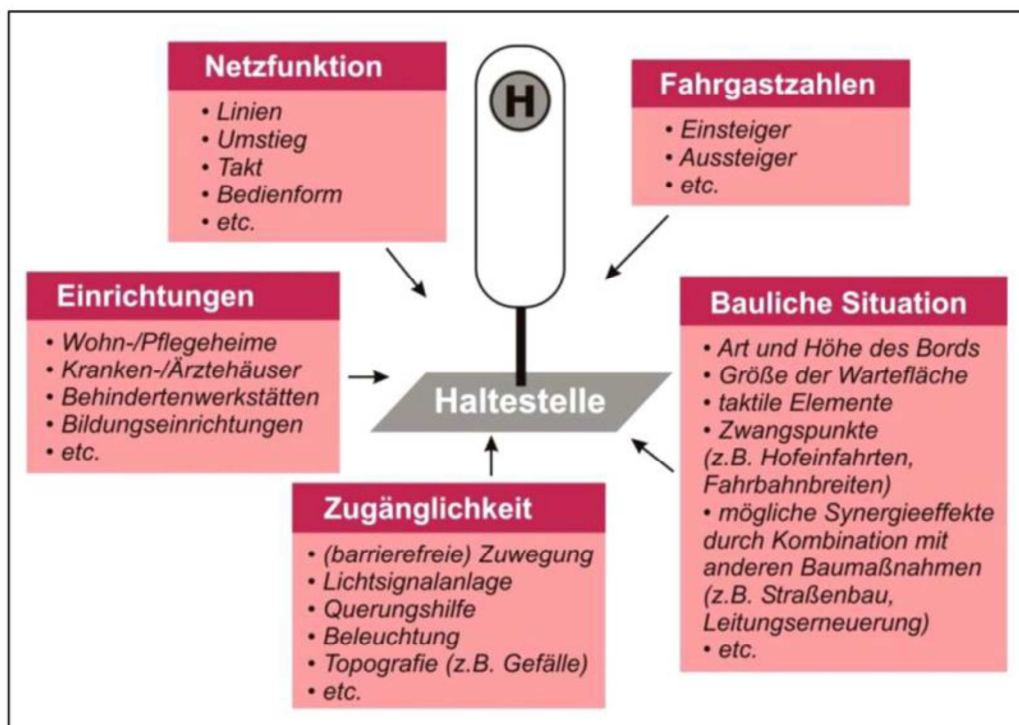 Netzfunktion
• Linien
• Umstieg
• Takt
• Bedienform
• etc.
H
Fahrgastzahlen
• Einsteiger
• Aussteiger
• etc.
Einrichtungen
• Wohn-/Pflegeheime
• Kranken-/Ärztehäuser
• Behindertenwerkstätten
• Bildungseinrichtungen
• etc.
Haltestelle
Bauliche Situation
• Art und Höhe des Bords
• Größe der Wartefläche
• taktile Elemente
• Zwangspunkte
(z.B. Hofeinfahrten,
Fahrbahnbreiten)
• mögliche Synergieeffekte
durch Kombination mit
anderen Baumaßnahmen
(z.B. Straßenbau,
Leitungserneuerung)
• etc.
Zugänglichkeit
• (barrierefreie) Zuwegung
• Lichtsignalanlage
• Querungshilfe
• Beleuchtung
• Topografie (z.B. Gefälle)
• etc.